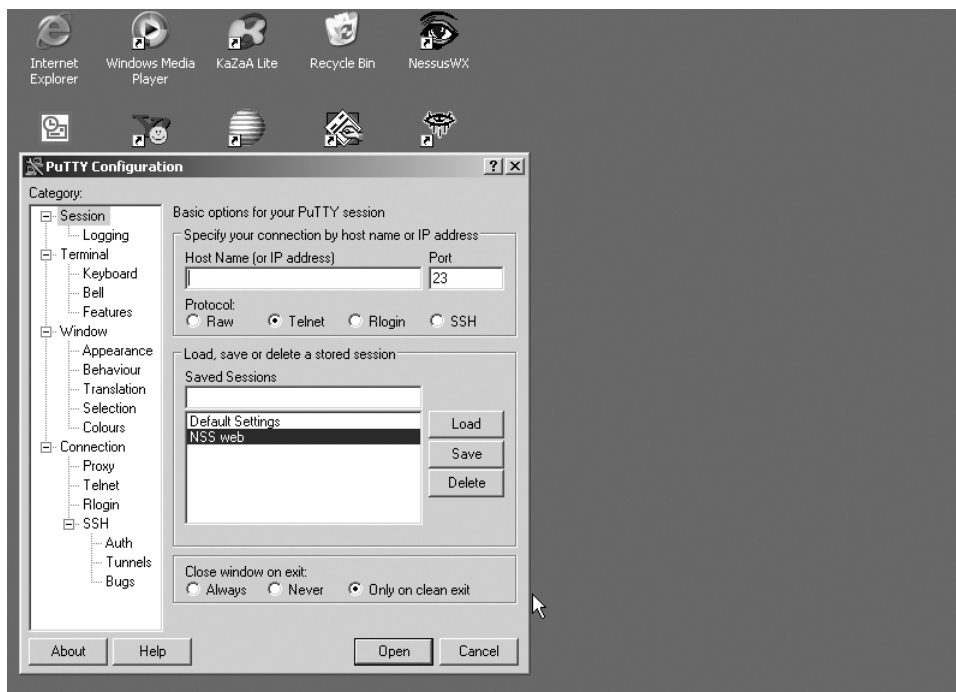 Internet Explorer
Windows Media Player
KaZaA Lite
Recycle Bin
NessusWX
PuTTY Configuration
? X
Category:
Session
Logging
Terminal
Keyboard
Bell
Features
Window
Appearance
Behaviour
Translation
Selection
Colours
Connection
Proxy
Telnet
Rlogin
SSH
Auth
Tunnels
Bugs
Basic options for your PuTTY session
Specify your connection by host name or IP address
Host Name (or IP address) Port
23
Protocol:
Raw Telnet Rlogin SSH
Load, save or delete a stored session
Saved Sessions
Default Settings
NSS web
Load
Save
Delete
Close window on exit:
Always Never Only on clean exit
About Help Open Cancel